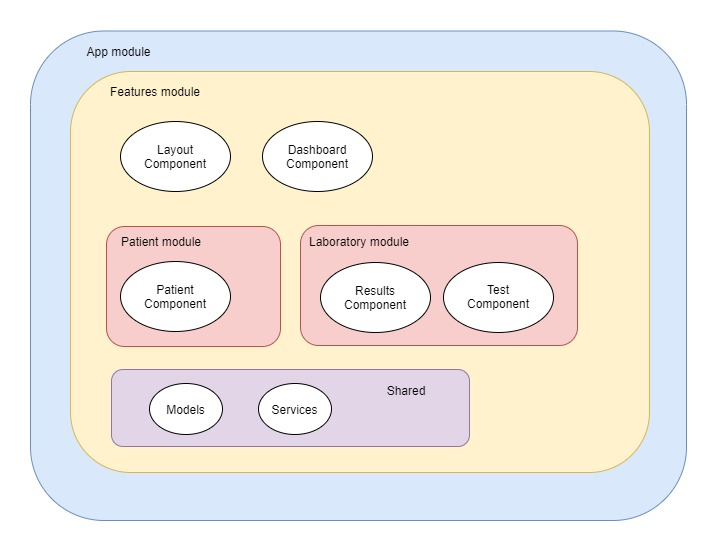 App module
Features module
Layout
Component
Dashboard
Component
Patient module
Patient
Component
Laboratory module
Results
Component
Test
Component
Models
Services
Shared